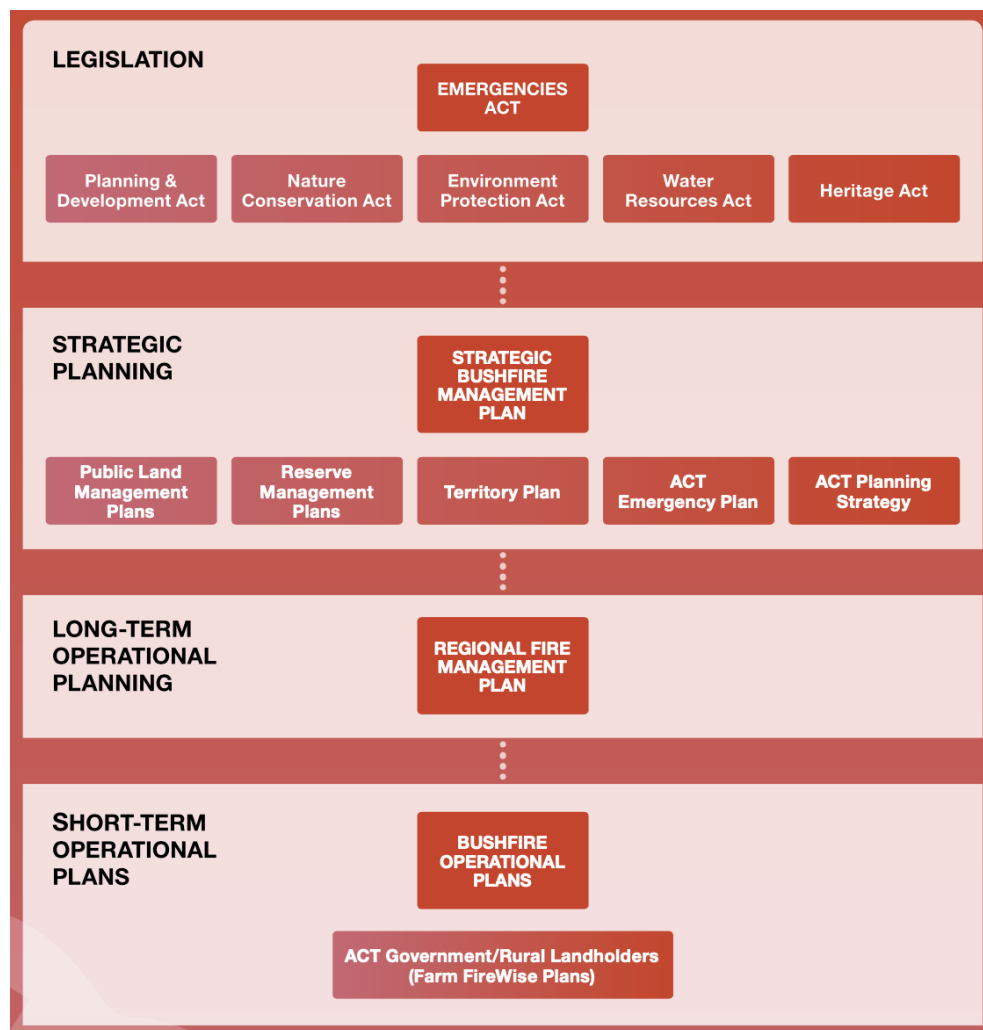 LEGISLATION
EMERGENCIES
ACT
Planning &
Development Act
Nature
Conservation Act
Environment
Protection Act
Water
Resources Act
Heritage Act
STRATEGIC
PLANNING
STRATEGIC
BUSHFIRE
MANAGEMENT
PLAN
Public Land
Management
Plans
Reserve
Management
Plans
Territory Plan
ACT
Emergency Plan
ACT Planning
Strategy
LONG-TERM
OPERATIONAL
PLANNING
REGIONAL FIRE
MANAGEMENT
PLAN
SHORT-TERM
OPERATIONAL
PLANS
BUSHFIRE
OPERATIONAL
PLANS
ACT Government/Rural Landholders
(Farm FireWise Plans)